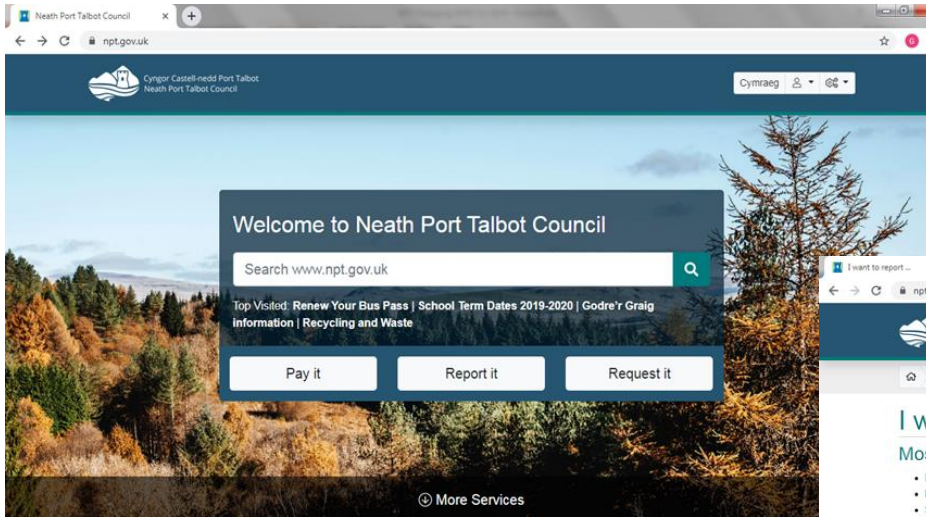 Neath Port Talbot Council
npt.gov.uk
Cyngor Castell-nedd Port Talbot
Neath Port Talbot Council
Cymraeg
Welcome to Neath Port Talbot Council
Search www.npt.gov.uk
Top Visited: Renew Your Bus Pass | School Term Dates 2019-2020 | Godre'r Graig
information | Recycling and Waste
Pay it
Report it
Request it
More Services
I want to report ...
npt
I w
Mos